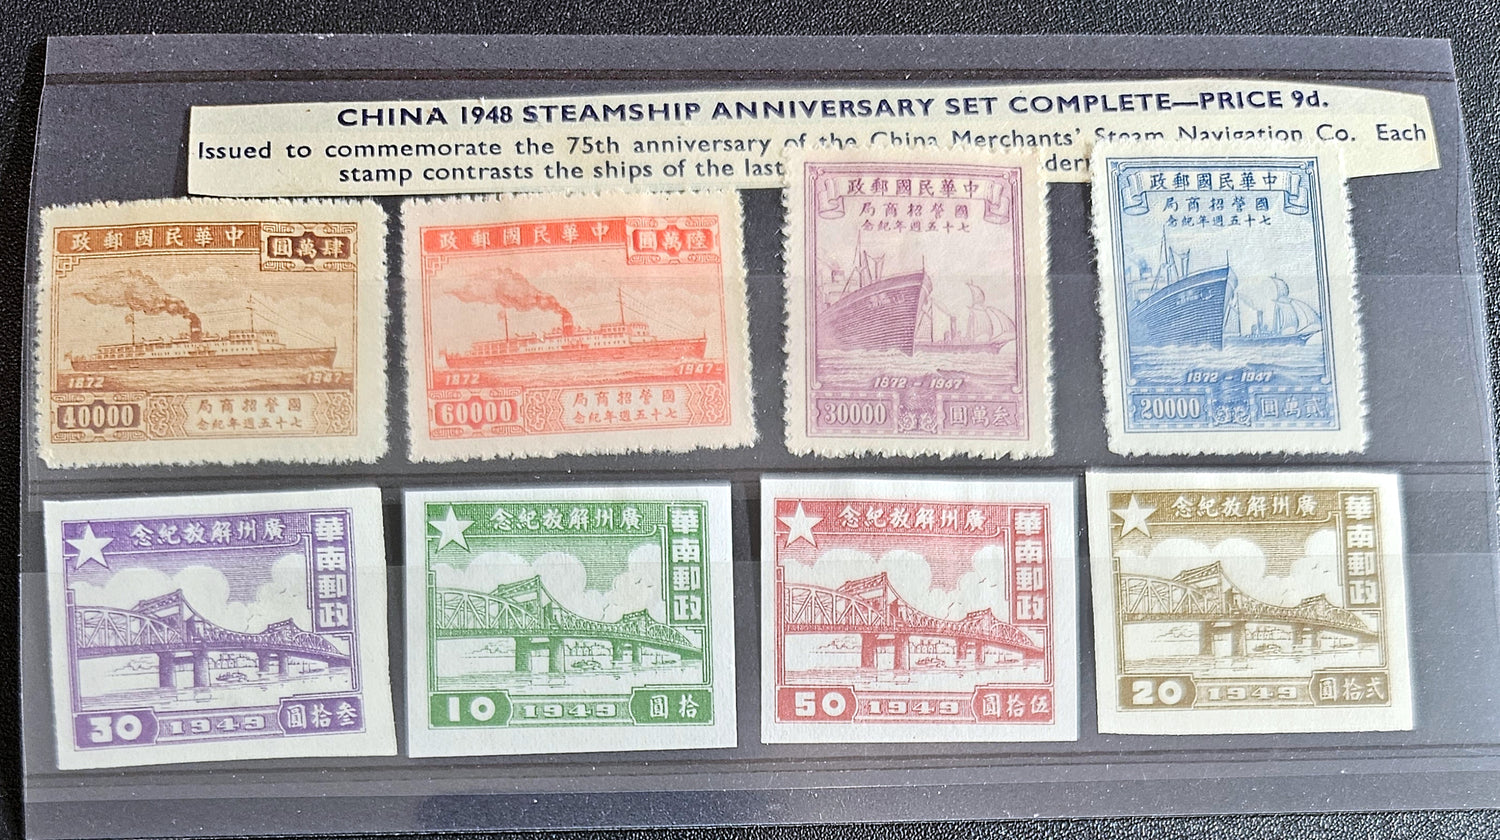 CHINA 1948 STEAMSHIP ANNIVERSARY SET COMPLETE—PRICE 9d.
Issued to commemorate the 75th anniversary of the China Merchants' Steam Navigation Co. Each
stamp contrasts the ships of the last
政郵國民華中
圓萬肆
1872 1947
40000
局商招營國
念紀年週五十七
政郵國民華中
圓萬陸
1872 1947
60000
局商招營國
念紀年週五十七
政郵國民華中
局商招營國
念紀年週五十七
1872 - 1947
30000 圓萬叁
政郵國民華中
局商招營國
念紀年週五十七
1872 - 1947
20000 圓萬貳
念紀放解州廣
華南郵政
30 1949 圓拾叁
念紀放解州廣
華南郵政
10 1949 圓拾
念紀放解州廣
華南郵政
50 1949 圓拾伍
念紀放解州廣
華南郵政
20 1949 圓拾貳